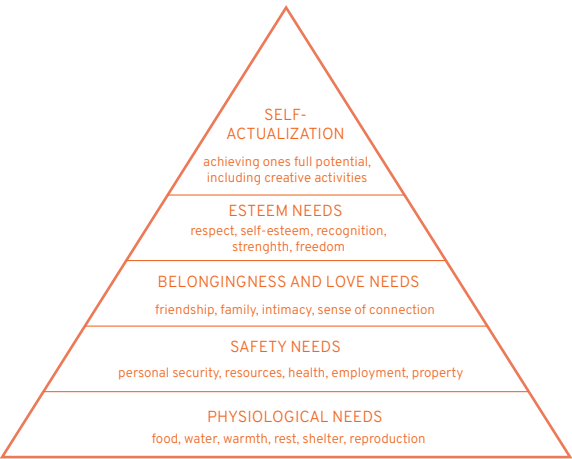 SELF-
ACTUALIZATION
achieving ones full potential,
including creative activities
ESTEEM NEEDS
respect, self-esteem, recognition,
strenghth, freedom
BELONGINGNESS AND LOVE NEEDS
friendship, family, intimacy, sense of connection
SAFETY NEEDS
personal security, resources, health, employment, property
PHYSIOLOGICAL NEEDS
food, water, warmth, rest, shelter, reproduction